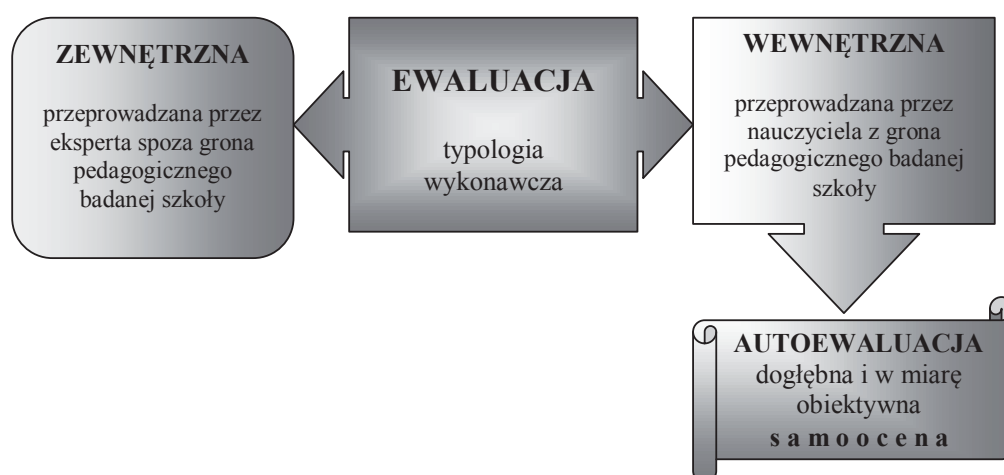 ZEWNĘTRZNA
przeprowadzana przez
eksperta spoza grona
pedagogicznego
badanej szkoły
EWALUACJA
typologia
wykonawcza
WEWNĘTRZNA
przeprowadzana przez
nauczyciela z grona
pedagogicznego badanej
szkoły
AUTOEWALUACJA
dogłębna i w miarę
obiektywna
s a m o o c e n a